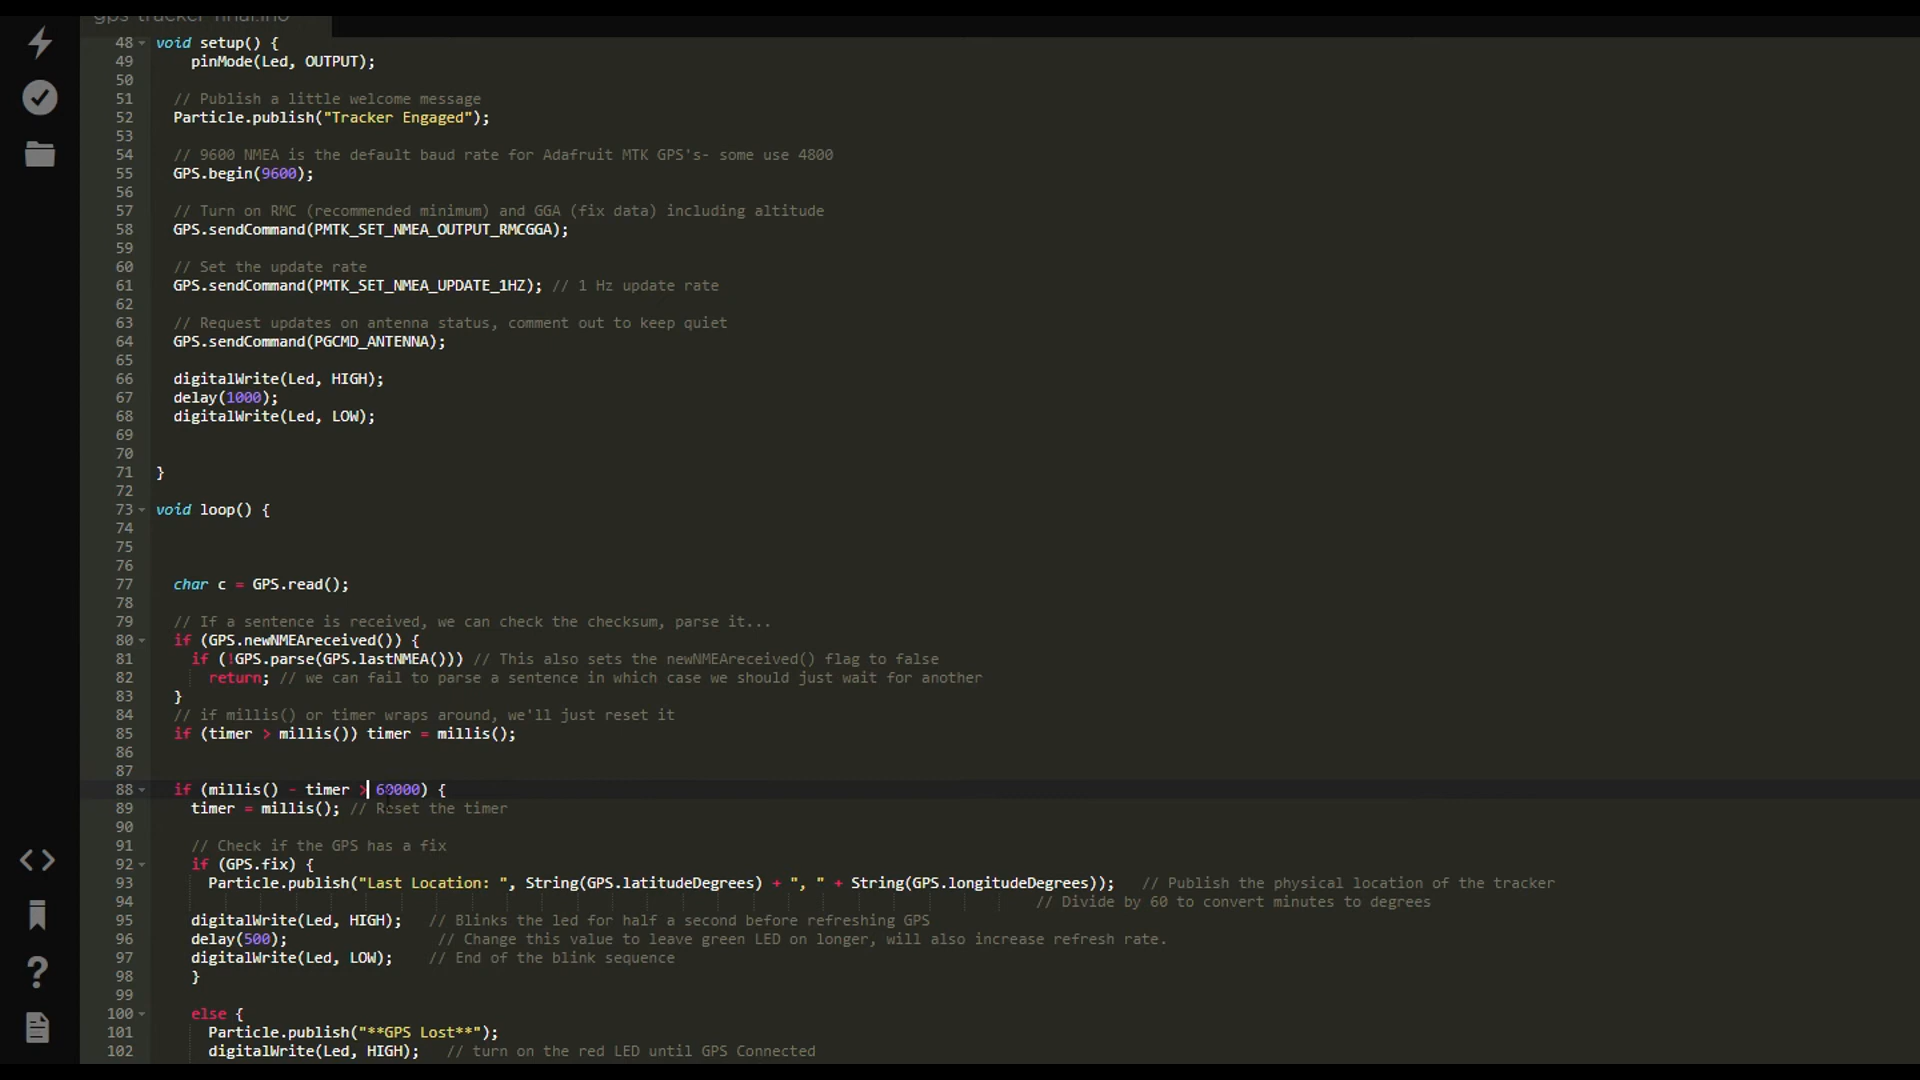 gps-tracker-final.ino
48 void setup() {
49 pinMode(Led, OUTPUT);
50
51 // Publish a little welcome message
52 Particle.publish("Tracker Engaged");
53
54 // 9600 NMEA is the default baud rate for Adafruit MTK GPS's- some use 4800
55 GPS.begin(9600);
56
57 // Turn on RMC (recommended minimum) and GGA (fix data) including altitude
58 GPS.sendCommand(PMTK_SET_NMEA_OUTPUT_RMCGGA);
59
60 // Set the update rate
61 GPS.sendCommand(PMTK_SET_NMEA_UPDATE_1HZ); // 1 Hz update rate
62
63 // Request updates on antenna status, comment out to keep quiet
64 GPS.sendCommand(PGCMD_ANTENNA);
65
66 digitalWrite(Led, HIGH);
67 delay(1000);
68 digitalWrite(Led, LOW);
69
70
71 }
72
73 void loop() {
74
75
76
77 char c = GPS.read();
78
79 // If a sentence is received, we can check the checksum, parse it...
80 if (GPS.newNMEAreceived()) {
81 if (!GPS.parse(GPS.lastNMEA())) // This also sets the newNMEAreceived() flag to false
82 return; // we can fail to parse a sentence in which case we should just wait for another
83 }
84 // if millis() or timer wraps around, we'll just reset it
85 if (timer > millis()) timer = millis();
86
87
88 if (millis() - timer > 60000) {
89 timer = millis(); // Reset the timer
90
91 // Check if the GPS has a fix
92 if (GPS.fix) {
93 Particle.publish("Last Location: ", String(GPS.latitudeDegrees) + ", " + String(GPS.longitudeDegrees)); // Publish the physical location of the tracker
94 // Divide by 60 to convert minutes to degrees
95 digitalWrite(Led, HIGH); // Blinks the led for half a second before refreshing GPS
96 delay(500); // Change this value to leave green LED on longer, will also increase refresh rate.
97 digitalWrite(Led, LOW); // End of the blink sequence
98 }
99
100 else {
101 Particle.publish("**GPS Lost**");
102 digitalWrite(Led, HIGH); // turn on the red LED until GPS Connected